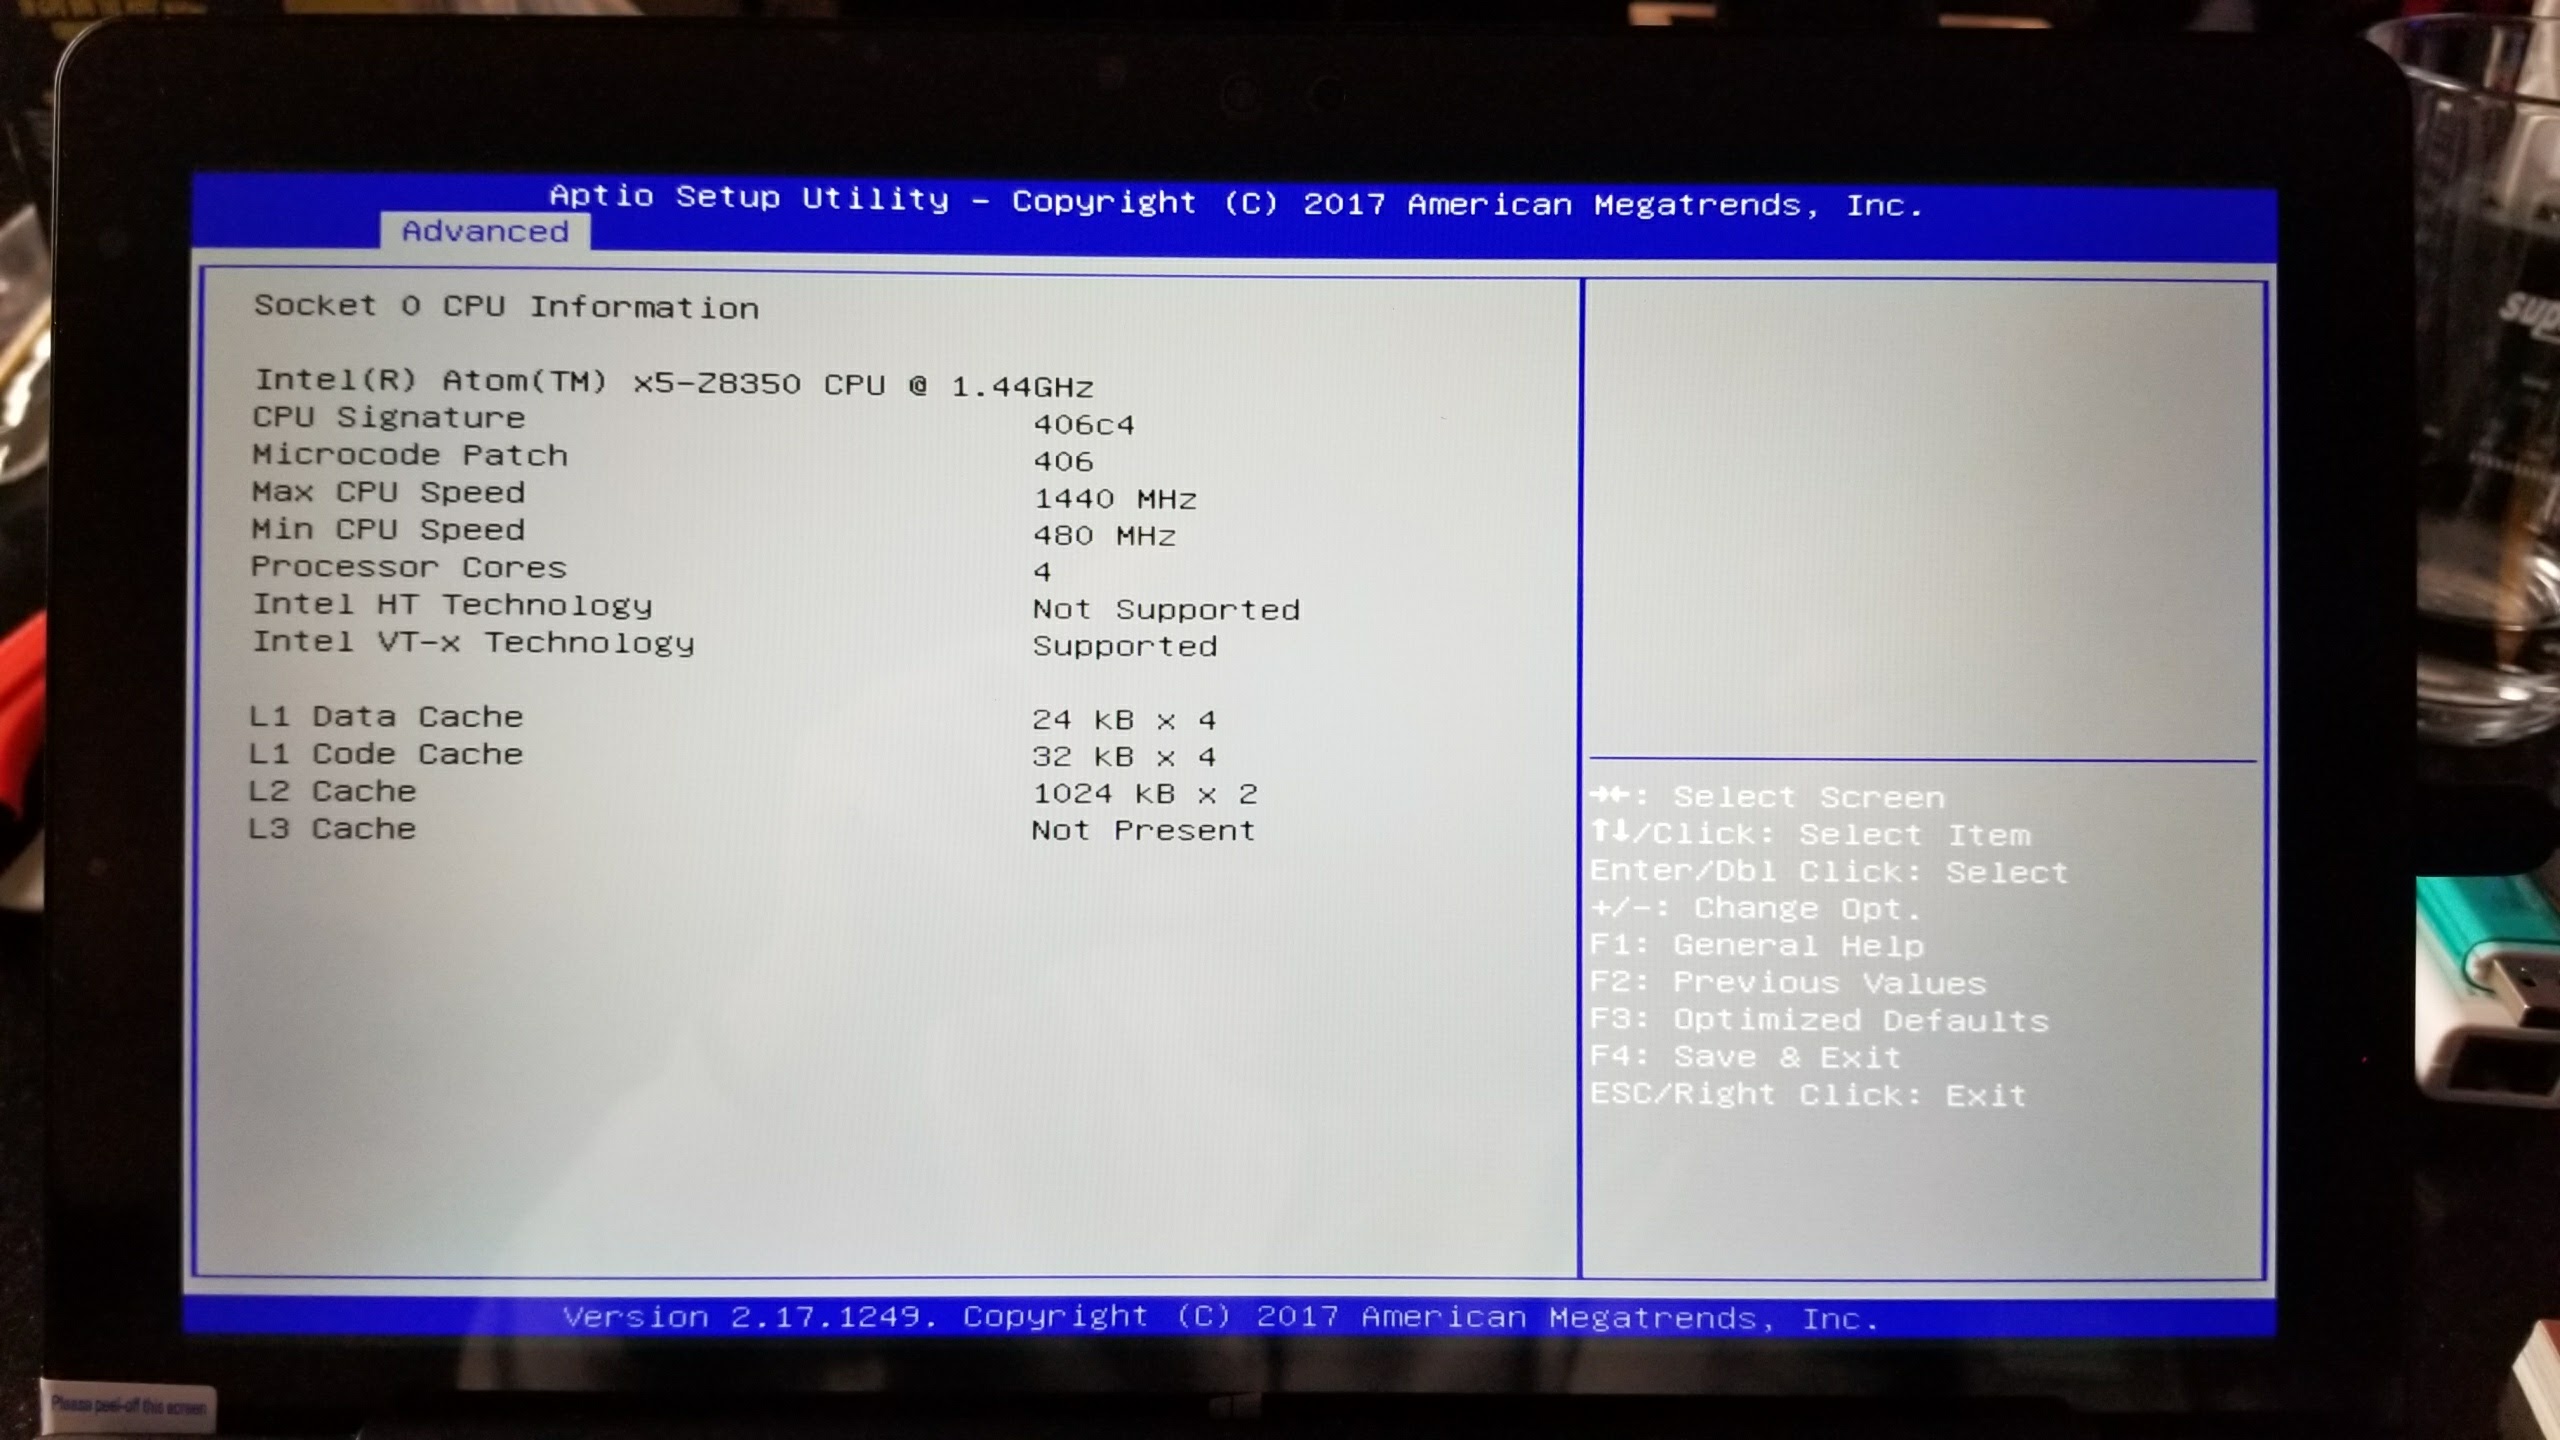 Aptio Setup Utility - Copyright (C) 2017 American Megatrends, Inc.
Advanced
Socket 0 CPU Information
Intel(R) Atom(TM) x5-Z8350 CPU @ 1.44GHz
CPU Signature 406c4
Microcode Patch 406
Max CPU Speed 1440 MHz
Min CPU Speed 480 MHz
Processor Cores 4
Intel HT Technology Not Supported
Intel VT-x Technology Supported
L1 Data Cache 24 kB x 4
L1 Code Cache 32 kB x 4
L2 Cache 1024 kB x 2
L3 Cache Not Present
→←: Select Screen
↑↓/Click: Select Item
Enter/Dbl Click: Select
+/-: Change Opt.
F1: General Help
F2: Previous Values
F3: Optimized Defaults
F4: Save & Exit
ESC/Right Click: Exit
Version 2.17.1249. Copyright (C) 2017 American Megatrends, Inc.
Please peel-off this screen